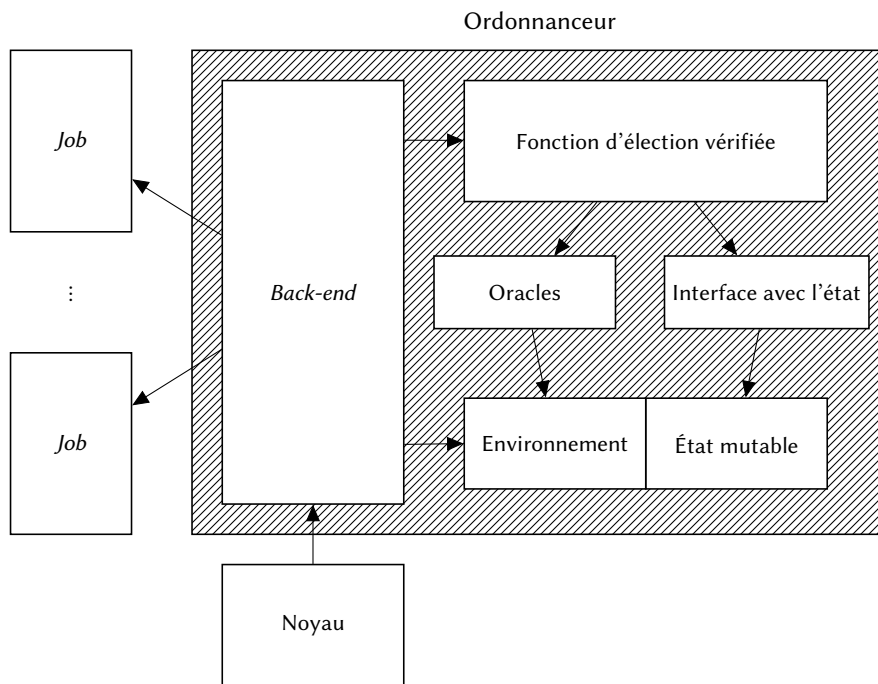 Ordonnanceur
Job
Fonction d'élection vérifiée
⋮
Back-end
Oracles
Interface avec l'état
Job
Environnement
État mutable
Noyau